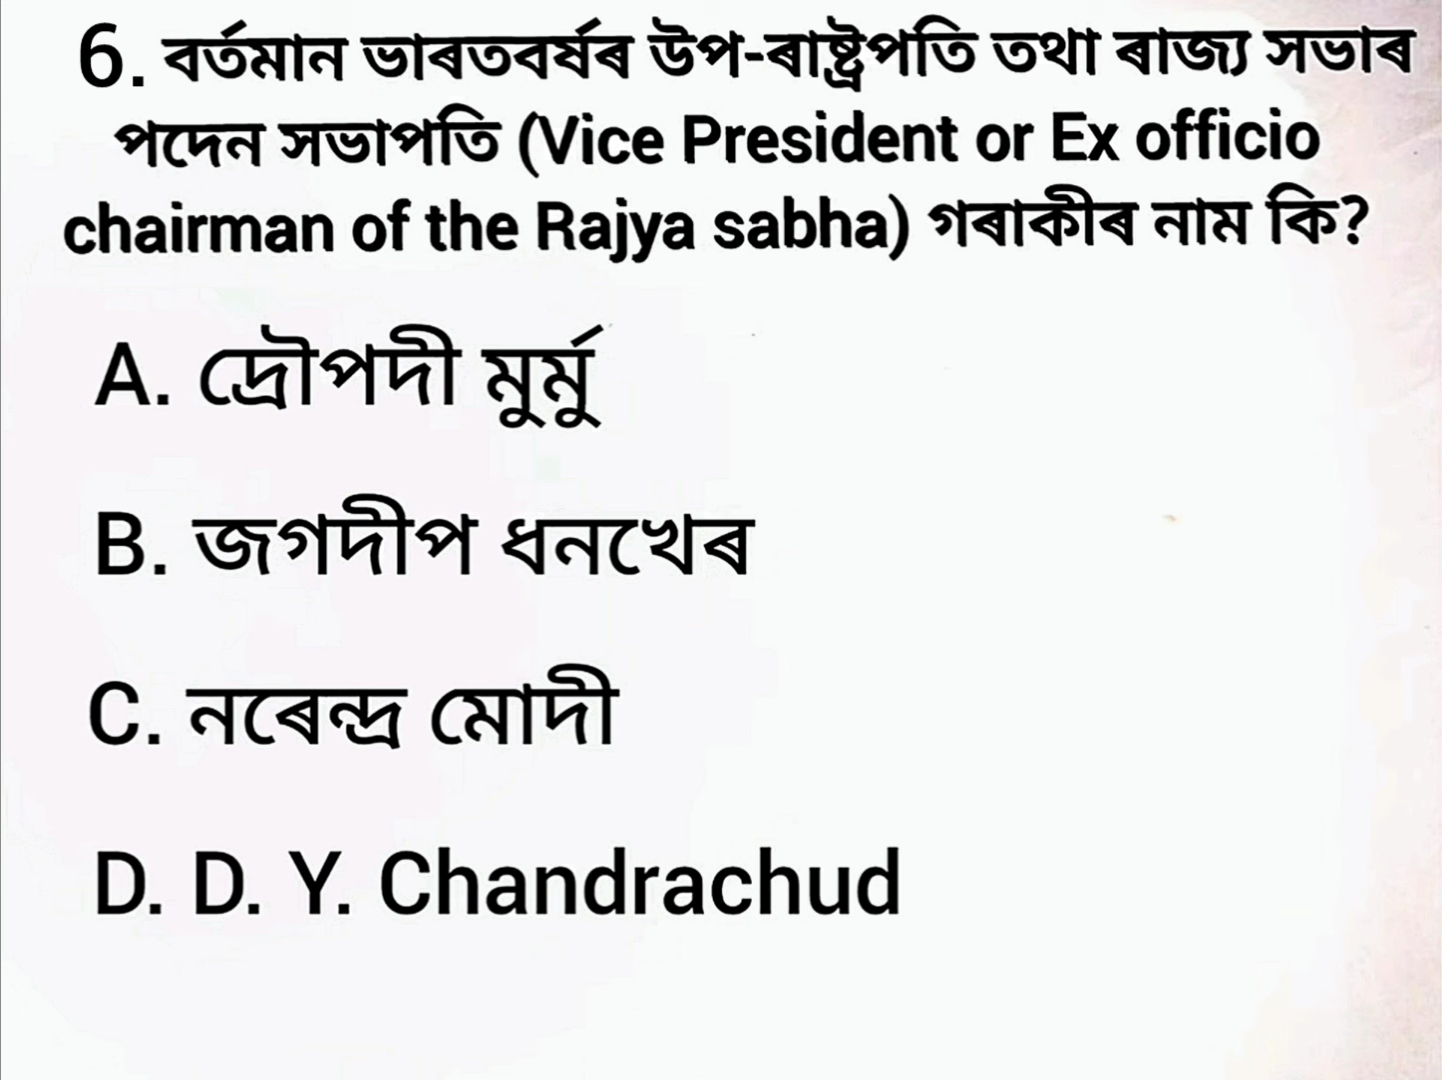 6. বৰ্তমান ভাৰতবৰ্ষৰ উপ-ৰাষ্ট্ৰপতি তথা ৰাজ্য সভাৰ
পদেন সভাপতি (Vice President or Ex officio
chairman of the Rajya sabha) গৰাকীৰ নাম কি?
A. দ্ৰৌপদী মুৰ্মু
B. জগদীপ ধনখেৰ
C. নৰেন্দ্ৰ মোদী
D. D. Y. Chandrachud